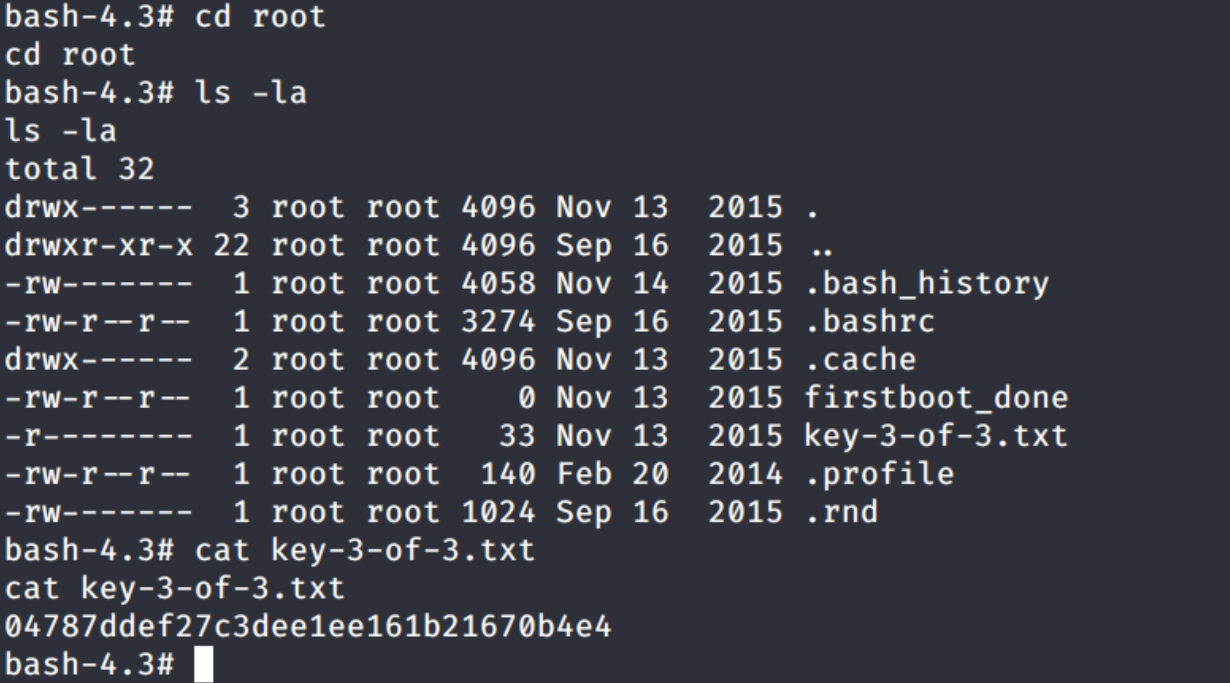 bash-4.3# cd root
cd root
bash-4.3# ls -la
ls -la
total 32
drwx------  3 root root 4096 Nov 13  2015 .
drwxr-xr-x 22 root root 4096 Sep 16  2015 ..
-rw-------  1 root root 4058 Nov 14  2015 .bash_history
-rw-r--r--  1 root root 3274 Sep 16  2015 .bashrc
drwx------  2 root root 4096 Nov 13  2015 .cache
-rw-r--r--  1 root root    0 Nov 13  2015 firstboot_done
-r--------  1 root root   33 Nov 13  2015 key-3-of-3.txt
-rw-r--r--  1 root root  140 Feb 20  2014 .profile
-rw-------  1 root root 1024 Sep 16  2015 .rnd
bash-4.3# cat key-3-of-3.txt
cat key-3-of-3.txt
04787ddef27c3dee1ee161b21670b4e4
bash-4.3#